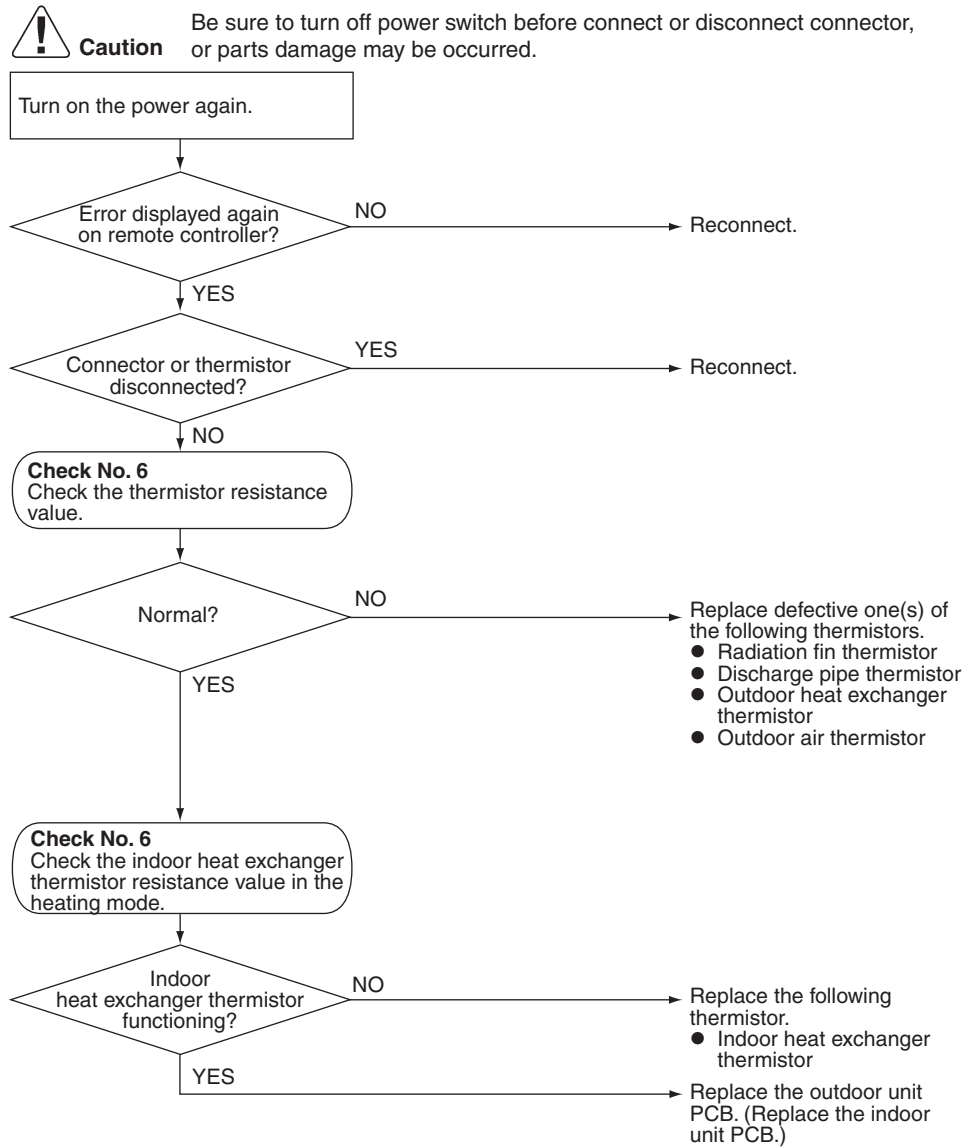 Caution
Be sure to turn off power switch before connect or disconnect connector,
or parts damage may be occurred.
Turn on the power again.
Error displayed again
on remote controller?
NO
Reconnect.
YES
Connector or thermistor
disconnected?
YES
Reconnect.
NO
Check No. 6
Check the thermistor resistance
value.
Normal?
NO
Replace defective one(s) of
the following thermistors.
● Radiation fin thermistor
● Discharge pipe thermistor
● Outdoor heat exchanger
thermistor
● Outdoor air thermistor
YES
Check No. 6
Check the indoor heat exchanger
thermistor resistance value in the
heating mode.
Indoor
heat exchanger thermistor
functioning?
NO
Replace the following
thermistor.
● Indoor heat exchanger
thermistor
YES
Replace the outdoor unit
PCB. (Replace the indoor
unit PCB.)